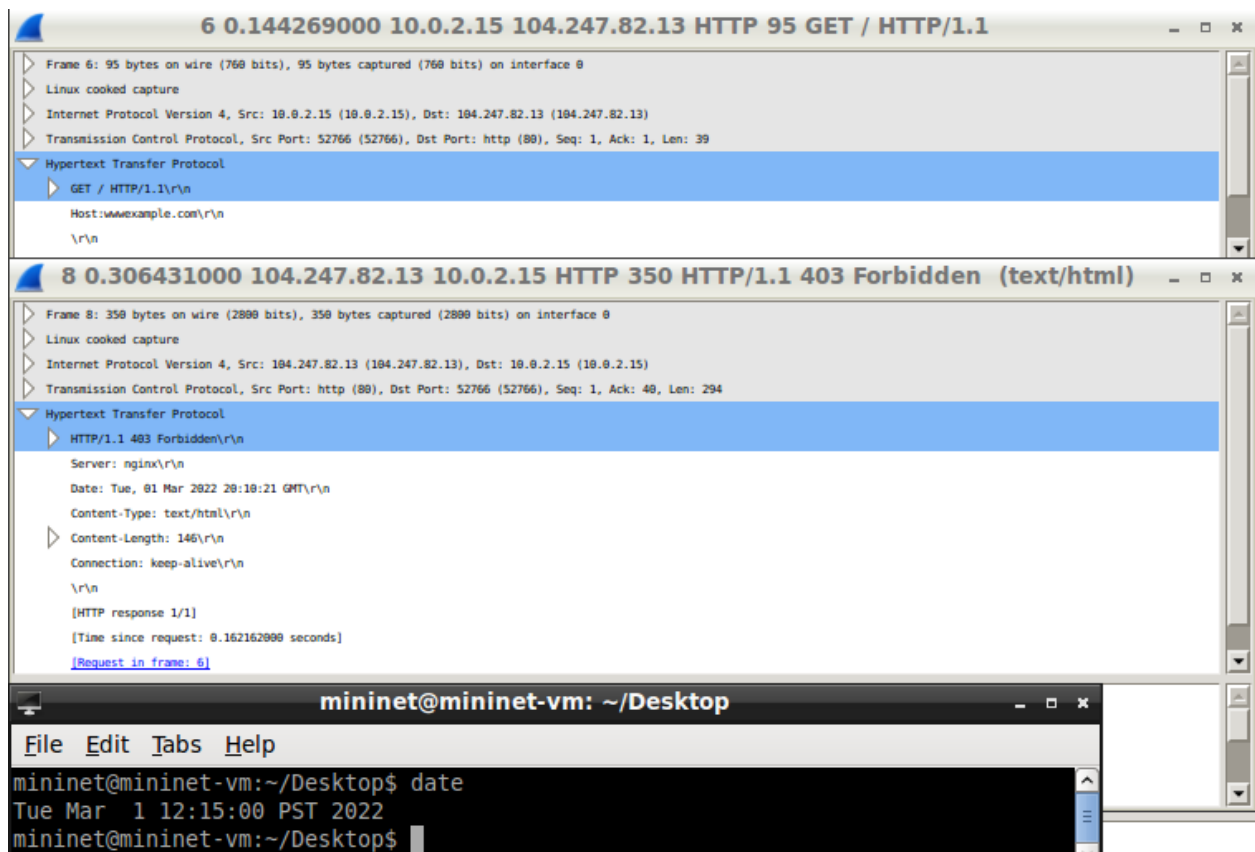 6 0.144269000 10.0.2.15 104.247.82.13 HTTP 95 GET / HTTP/1.1
Frame 6: 95 bytes on wire (760 bits), 95 bytes captured (760 bits) on interface 0
Linux cooked capture
Internet Protocol Version 4, Src: 10.0.2.15 (10.0.2.15), Dst: 104.247.82.13 (104.247.82.13)
Transmission Control Protocol, Src Port: 52766 (52766), Dst Port: http (80), Seq: 1, Ack: 1, Len: 39
Hypertext Transfer Protocol
GET / HTTP/1.1\r\n
Host:wwwexample.com\r\n
\r\n
8 0.306431000 104.247.82.13 10.0.2.15 HTTP 350 HTTP/1.1 403 Forbidden (text/html)
Frame 8: 350 bytes on wire (2800 bits), 350 bytes captured (2800 bits) on interface 0
Linux cooked capture
Internet Protocol Version 4, Src: 104.247.82.13 (104.247.82.13), Dst: 10.0.2.15 (10.0.2.15)
Transmission Control Protocol, Src Port: http (80), Dst Port: 52766 (52766), Seq: 1, Ack: 40, Len: 294
Hypertext Transfer Protocol
HTTP/1.1 403 Forbidden\r\n
Server: nginx\r\n
Date: Tue, 01 Mar 2022 20:10:21 GMT\r\n
Content-Type: text/html\r\n
Content-Length: 146\r\n
Connection: keep-alive\r\n
\r\n
[HTTP response 1/1]
[Time since request: 0.162162000 seconds]
[Request in frame: 6]
mininet@mininet-vm: ~/Desktop
File Edit Tabs Help
mininet@mininet-vm:~/Desktop$ date
Tue Mar  1 12:15:00 PST 2022
mininet@mininet-vm:~/Desktop$